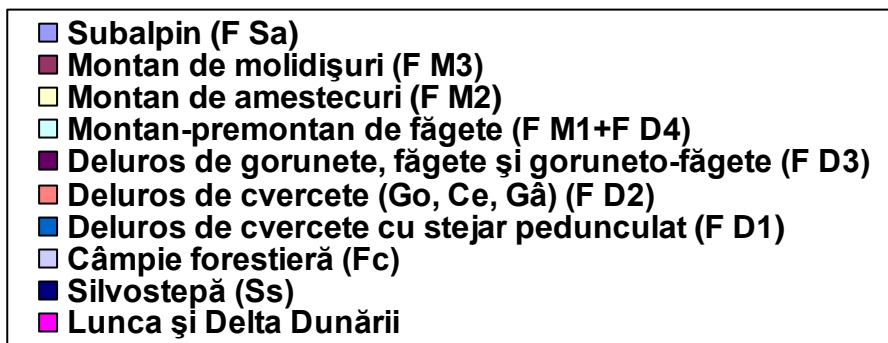 Subalpin (F Sa)
Montan de molidişuri (F M3)
Montan de amestecuri (F M2)
Montan-premontan de făgete (F M1+F D4)
Deluros de gorunete, făgete şi goruneto-făgete (F D3)
Deluros de cvercete (Go, Ce, Gâ) (F D2)
Deluros de cvercete cu stejar pedunculat (F D1)
Câmpie forestieră (Fc)
Silvostepă (Ss)
Lunca şi Delta Dunării